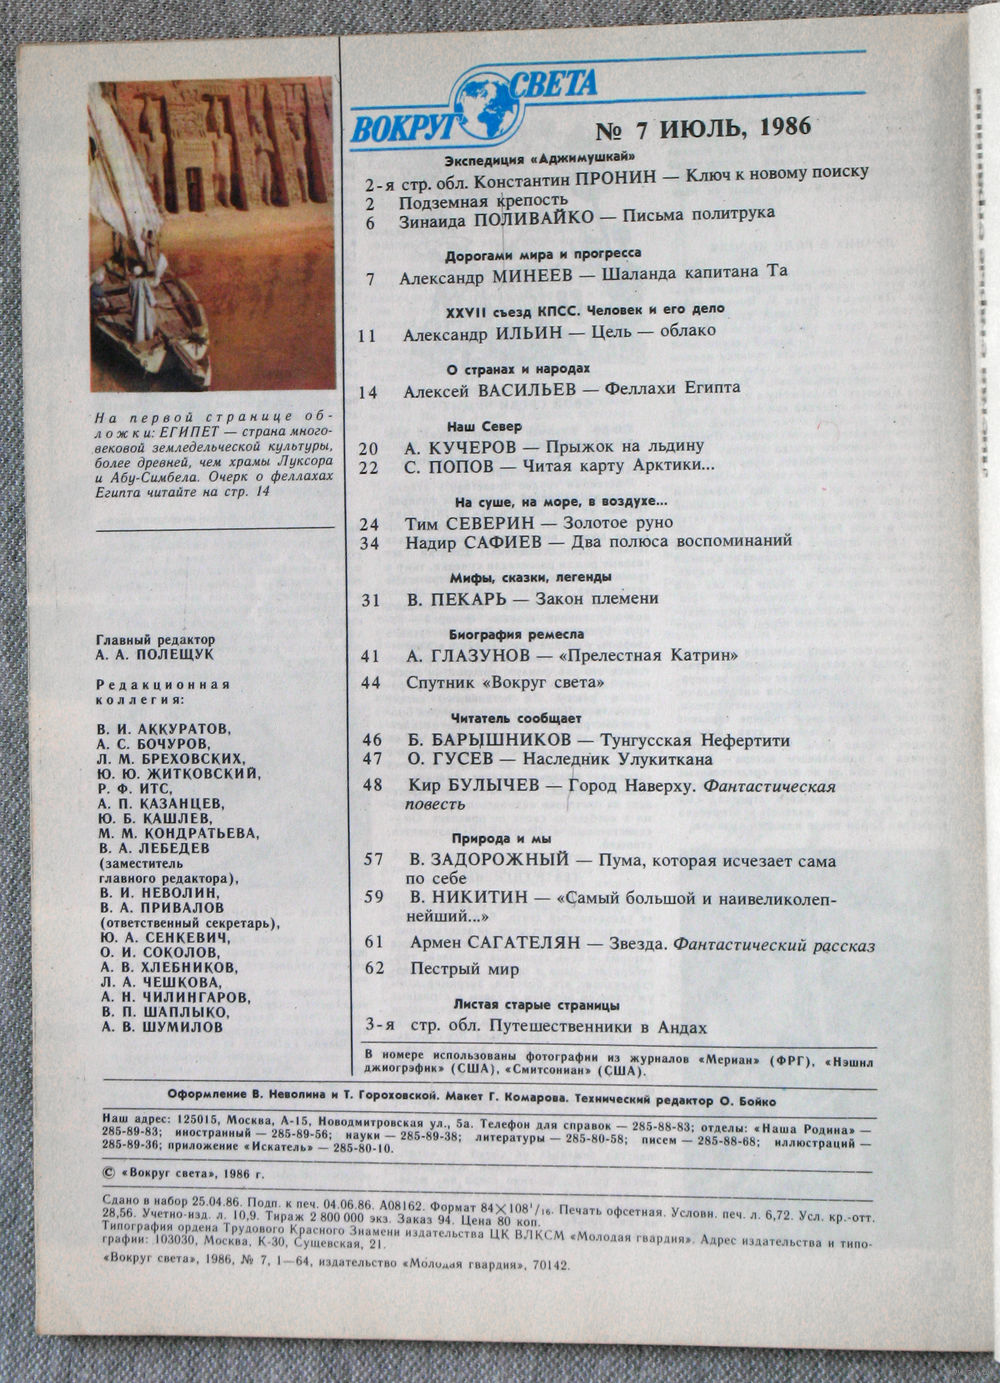 ВОКРУГ СВЕТА
№ 7 ИЮЛЬ, 1986
Экспедиция «Аджимушкай»
2-я стр. обл. Константин ПРОНИН — Ключ к новому поиску
2 Подземная крепость
6 Зинаида ПОЛИВАЙКО — Письма политрука
Дорогами мира и прогресса
7 Александр МИНЕЕВ — Шаланда капитана Та
XXVII съезд КПСС. Человек и его дело
11 Александр ИЛЬИН — Цель — облако
О странах и народах
14 Алексей ВАСИЛЬЕВ — Феллахи Египта
Наш Север
20 А. КУЧЕРОВ — Прыжок на льдину
22 С. ПОПОВ — Читая карту Арктики...
На суше, на море, в воздухе...
24 Тим СЕВЕРИН — Золотое руно
34 Надир САФИЕВ — Два полюса воспоминаний
Мифы, сказки, легенды
31 В. ПЕКАРЬ — Закон племени
Биография ремесла
41 А. ГЛАЗУНОВ — «Прелестная Катрин»
44 Спутник «Вокруг света»
Читатель сообщает
46 Б. БАРЫШНИКОВ — Тунгусская Нефертити
47 О. ГУСЕВ — Наследник Улукиткана
48 Кир БУЛЫЧЕВ — Город Наверху. Фантастическая
повесть
Природа и мы
57 В. ЗАДОРОЖНЫЙ — Пума, которая исчезает сама
по себе
59 В. НИКИТИН — «Самый большой и наивеликолеп-
нейший...»
61 Армен САГАТЕЛЯН — Звезда. Фантастический рассказ
62 Пестрый мир
Листая старые страницы
3-я стр. обл. Путешественники в Андах
В номере использованы фотографии из журналов «Мериан» (ФРГ), «Нэшнл
джиогрэфик» (США), «Смитсониан» (США).
На первой странице об-
ложки: ЕГИПЕТ — страна много-
вековой земледельческой культуры,
более древней, чем храмы Луксора
и Абу-Симбела. Очерк о феллахах
Египта читайте на стр. 14
Главный редактор
А. А. ПОЛЕЩУК
Редакционная
коллегия:
В. И. АККУРАТОВ,
А. С. БОЧУРОВ,
Л. М. БРЕХОВСКИХ,
Ю. Ю. ЖИТКОВСКИЙ,
Р. Ф. ИТС,
А. П. КАЗАНЦЕВ,
Ю. Б. КАШЛЕВ,
М. М. КОНДРАТЬЕВА,
В. А. ЛЕБЕДЕВ
(заместитель
главного редактора),
В. И. НЕВОЛИН,
В. А. ПРИВАЛОВ
(ответственный секретарь),
Ю. А. СЕНКЕВИЧ,
О. И. СОКОЛОВ,
А. В. ХЛЕБНИКОВ,
Л. А. ЧЕШКОВА,
А. Н. ЧИЛИНГАРОВ,
В. П. ШАПЛЫКО,
А. В. ШУМИЛОВ
Оформление В. Неволина и Т. Гороховской. Макет Г. Комарова. Технический редактор О. Бойко
Наш адрес: 125015, Москва, А-15, Новодмитровская ул., 5а. Телефон для справок — 285-88-83; отделы: «Наша Родина» —
285-89-83; иностранный — 285-89-56; науки — 285-89-38; литературы — 285-80-58; писем — 285-88-68; иллюстраций —
285-89-36; приложение «Искатель» — 285-80-10.
© «Вокруг света», 1986 г.
Сдано в набор 25.04.86. Подп. к печ. 04.06.86. А08162. Формат 84×108¹/₁₆. Печать офсетная. Условн. печ. л. 6,72. Усл. кр.-отт.
28,56. Учетно-изд. л. 10,9. Тираж 2 800 000 экз. Заказ 94. Цена 80 коп.
Типография ордена Трудового Красного Знамени издательства ЦК ВЛКСМ «Молодая гвардия». Адрес издательства и типо-
графии: 103030, Москва, К-30, Сущевская, 21.
«Вокруг света», 1986, № 7, 1—64, издательство «Молодая гвардия», 70142.